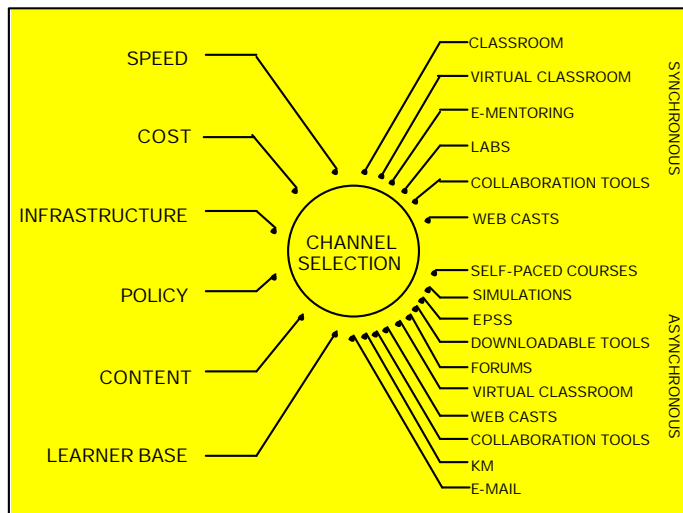 SPEED
COST
INFRASTRUCTURE
POLICY
CONTENT
LEARNER BASE
CHANNEL
SELECTION
CLASSROOM
VIRTUAL CLASSROOM
E-MENTORING
LABS
COLLABORATION TOOLS
WEB CASTS
SYNCHRONOUS
SELF-PACED COURSES
SIMULATIONS
EPSS
DOWNLOADABLE TOOLS
FORUMS
VIRTUAL CLASSROOM
WEB CASTS
COLLABORATION TOOLS
KM
E-MAIL
ASYNCHRONOUS